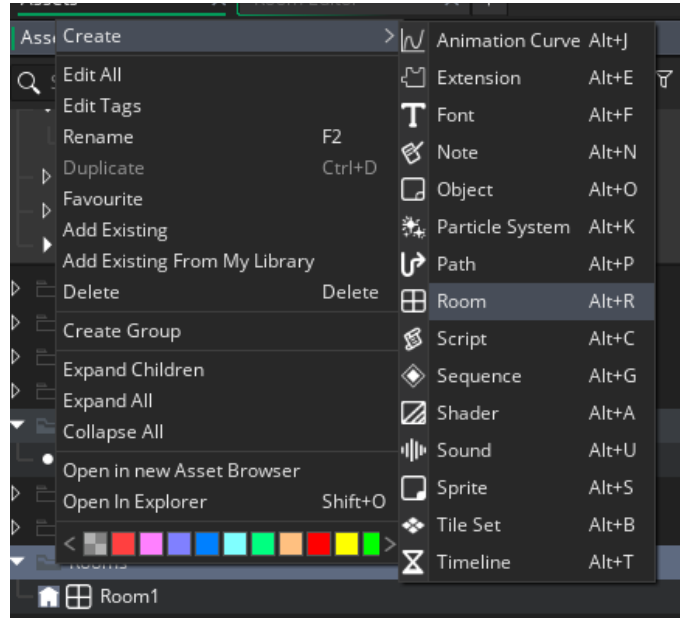 Assets
Create
Edit All
Edit Tags
Rename F2
Duplicate Ctrl+D
Favourite
Add Existing
Add Existing From My Library
Delete Delete
Create Group
Expand Children
Expand All
Collapse All
Open in new Asset Browser
Open In Explorer Shift+O
Animation Curve Alt+J
Extension Alt+E
Font Alt+F
Note Alt+N
Object Alt+O
Particle System Alt+K
Path Alt+P
Room Alt+R
Script Alt+C
Sequence Alt+G
Shader Alt+A
Sound Alt+U
Sprite Alt+S
Tile Set Alt+B
Timeline Alt+T
Rooms
Room1